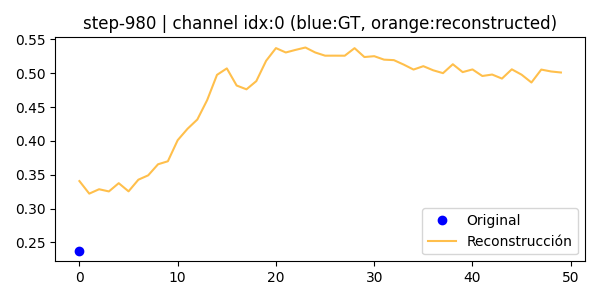 step-980 | channel idx:0 (blue:GT, orange:reconstructed)
0.55
0.50
0.45
0.40
0.35
0.30
0.25
0 10 20 30 40 50
Original
Reconstrucción